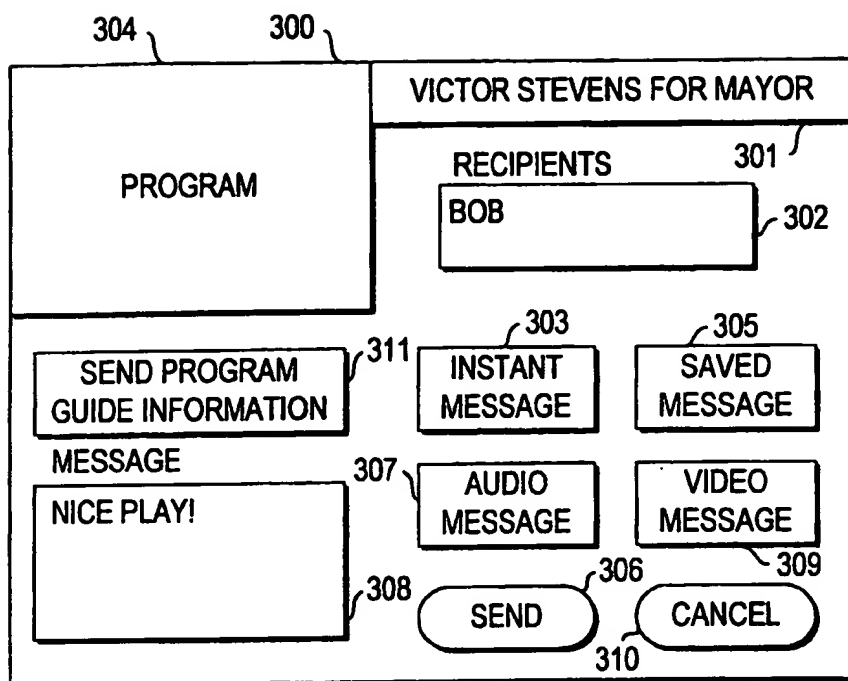 304
300
VICTOR STEVENS FOR MAYOR
301
PROGRAM
RECIPIENTS
BOB
302
303
305
SEND PROGRAM
GUIDE INFORMATION
311
INSTANT
MESSAGE
SAVED
MESSAGE
MESSAGE
NICE PLAY!
308
307
AUDIO
MESSAGE
VIDEO
MESSAGE
309
306
SEND
CANCEL
310